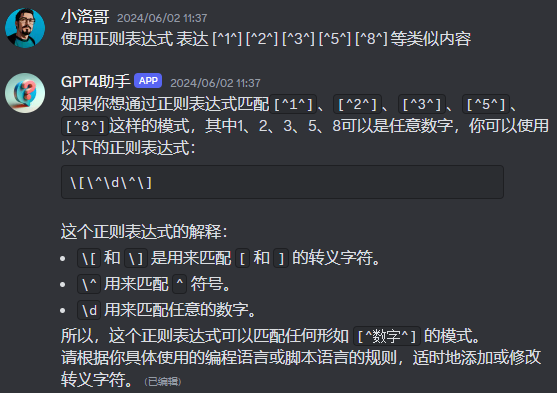 小洛哥 2024/06/02 11:37
使用正则表达式 表达 [^1^] [^2^] [^3^] [^5^] [^8^] 等类似内容
GPT4助手 APP 2024/06/02 11:37
如果你想通过正则表达式匹配[^1^]、[^2^]、[^3^]、[^5^]、
[^8^]这样的模式，其中1、2、3、5、8可以是任意数字，你可以使用
以下的正则表达式：
\[\^\d\^\]
这个正则表达式的解释：
• \[ 和 \] 是用来匹配 [ 和 ] 的转义字符。
• \^ 用来匹配 ^ 符号。
• \d 用来匹配任意的数字。
所以，这个正则表达式可以匹配任何形如 [^数字^] 的模式。
请根据你具体使用的编程语言或脚本语言的规则，适时地添加或修改
转义字符。 (已编辑)